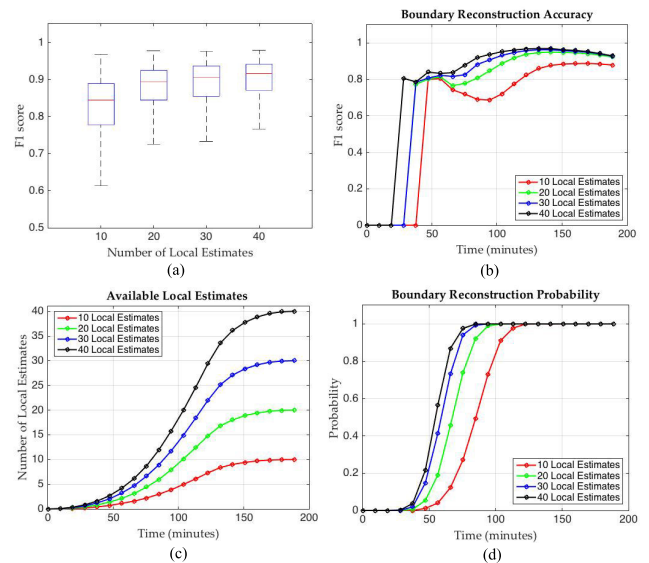 1
0.9
0.8
0.7
0.6
0.5
F1 score
10 20 30 40
Number of Local Estimates
(a)
Boundary Reconstruction Accuracy
1
0.8
0.6
0.4
0.2
0
F1 score
0 50 100 150 200
Time (minutes)
10 Local Estimates
20 Local Estimates
30 Local Estimates
40 Local Estimates
(b)
Available Local Estimates
40
35
30
25
20
15
10
5
0
Number of Local Estimates
10 Local Estimates
20 Local Estimates
30 Local Estimates
40 Local Estimates
0 50 100 150 200
Time (minutes)
(c)
Boundary Reconstruction Probability
1
0.8
0.6
0.4
0.2
0
Probability
10 Local Estimates
20 Local Estimates
30 Local Estimates
40 Local Estimates
0 50 100 150 200
Time (minutes)
(d)